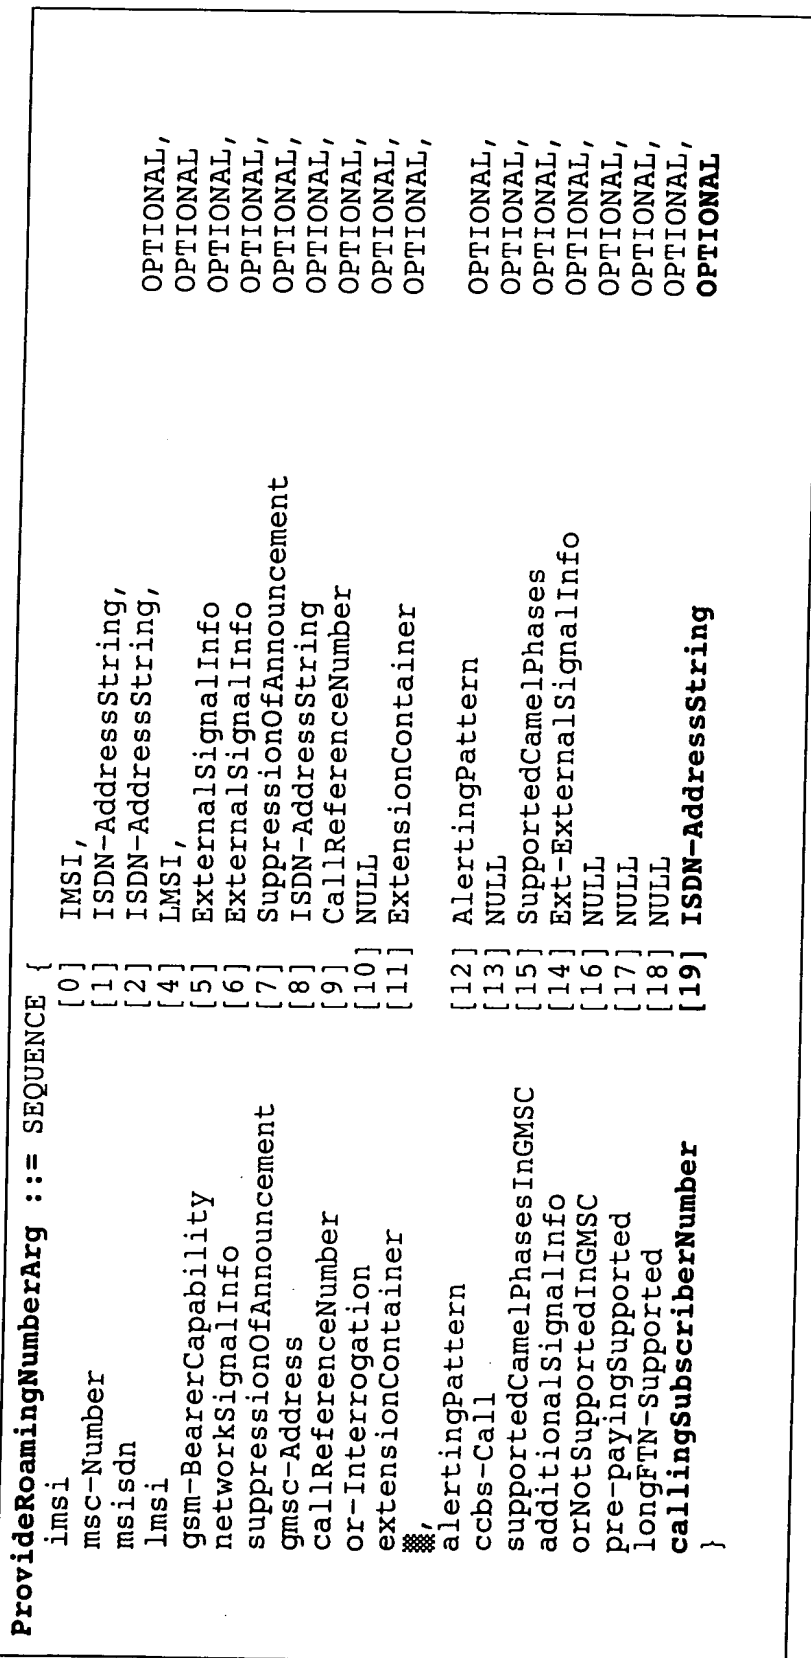 ProvideRoamingNumberArg ::= SEQUENCE {
imsi [0] IMSI,
msc-Number [1] ISDN-AddressString,
msisdn [2] ISDN-AddressString, OPTIONAL,
lmsi [4] LMSI, OPTIONAL
gsm-BearerCapability [5] ExternalSignalInfo OPTIONAL,
networkSignalInfo [6] ExternalSignalInfo OPTIONAL,
suppressionOfAnnouncement [7] SuppressionOfAnnouncement OPTIONAL,
gmsc-Address [8] ISDN-AddressString OPTIONAL,
callReferenceNumber [9] CallReferenceNumber OPTIONAL,
or-Interrogation [10] NULL OPTIONAL,
extensionContainer [11] ExtensionContainer OPTIONAL,
,
alertingPattern [12] AlertingPattern OPTIONAL,
ccbs-Call [13] NULL OPTIONAL,
supportedCamelPhasesInGMSC [15] SupportedCamelPhases OPTIONAL,
additionalSignalInfo [14] Ext-ExternalSignalInfo OPTIONAL,
orNotSupportedInGMSC [16] NULL OPTIONAL,
pre-payingSupported [17] NULL OPTIONAL,
longFTN-Supported [18] NULL OPTIONAL,
callingSubscriberNumber [19] ISDN-AddressString OPTIONAL
}